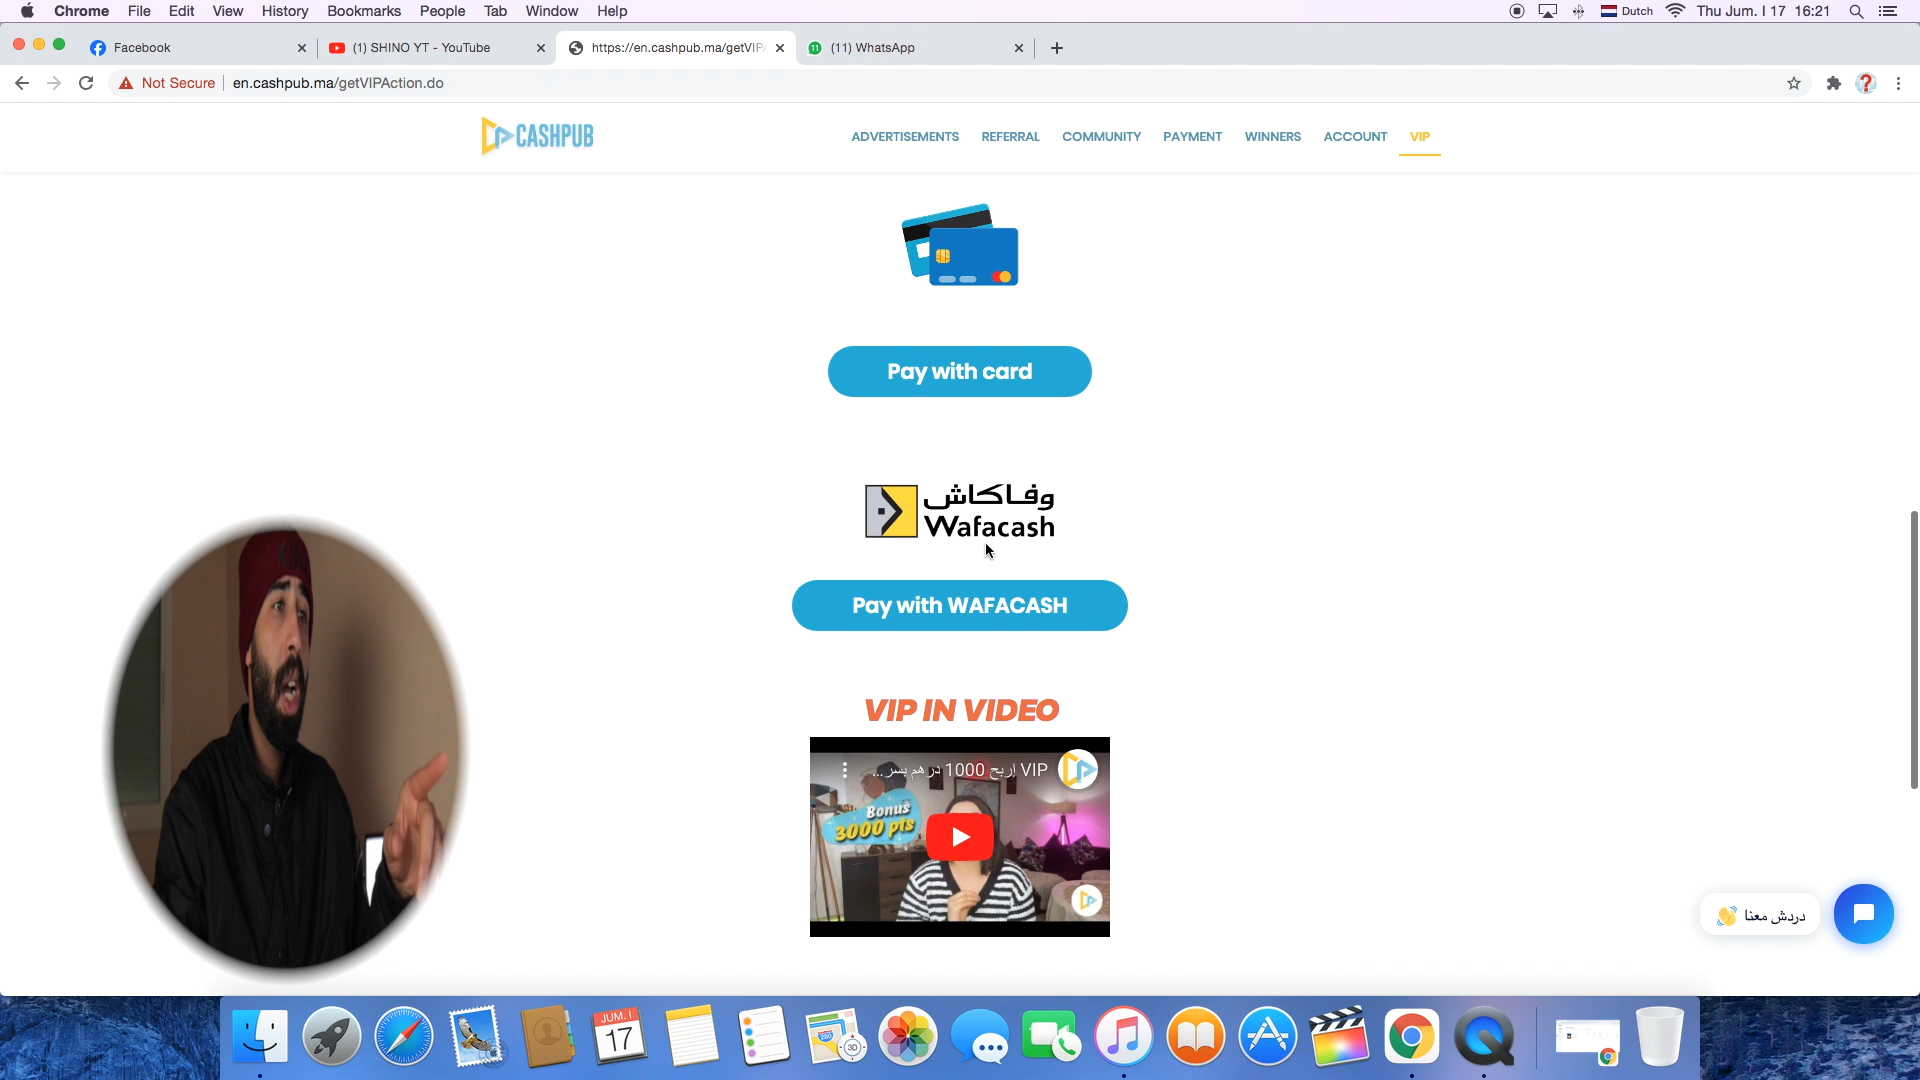 Chrome File Edit View History Bookmarks People Tab Window Help Dutch Thu Jum. I 17 16:21
Facebook (1) SHINO YT - YouTube https://en.cashpub.ma/getVIPA (11) WhatsApp
Not Secure en.cashpub.ma/getVIPAction.do
CASHPUB ADVERTISEMENTS REFERRAL COMMUNITY PAYMENT WINNERS ACCOUNT VIP
Pay with card
وفاكاش
Wafacash
Pay with WAFACASH
VIP IN VIDEO
VIP اربح 1000 درهم بسر...
Bonus
3000 pts
دردش معنا 👋
JUM. I
17
3D